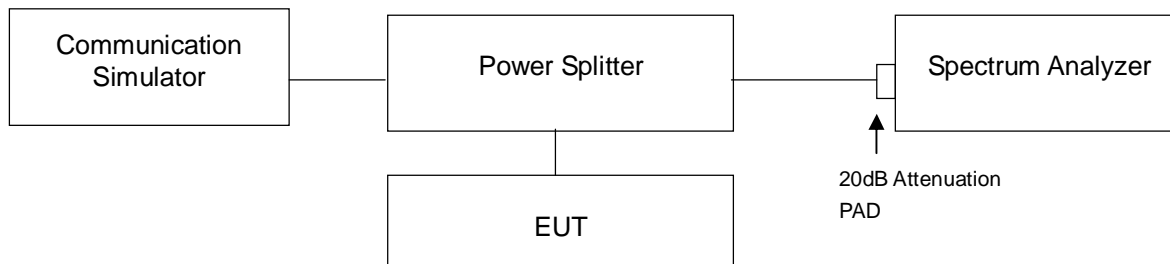 Communication
Simulator
Power Splitter
Spectrum Analyzer
20dB Attenuation
PAD
EUT